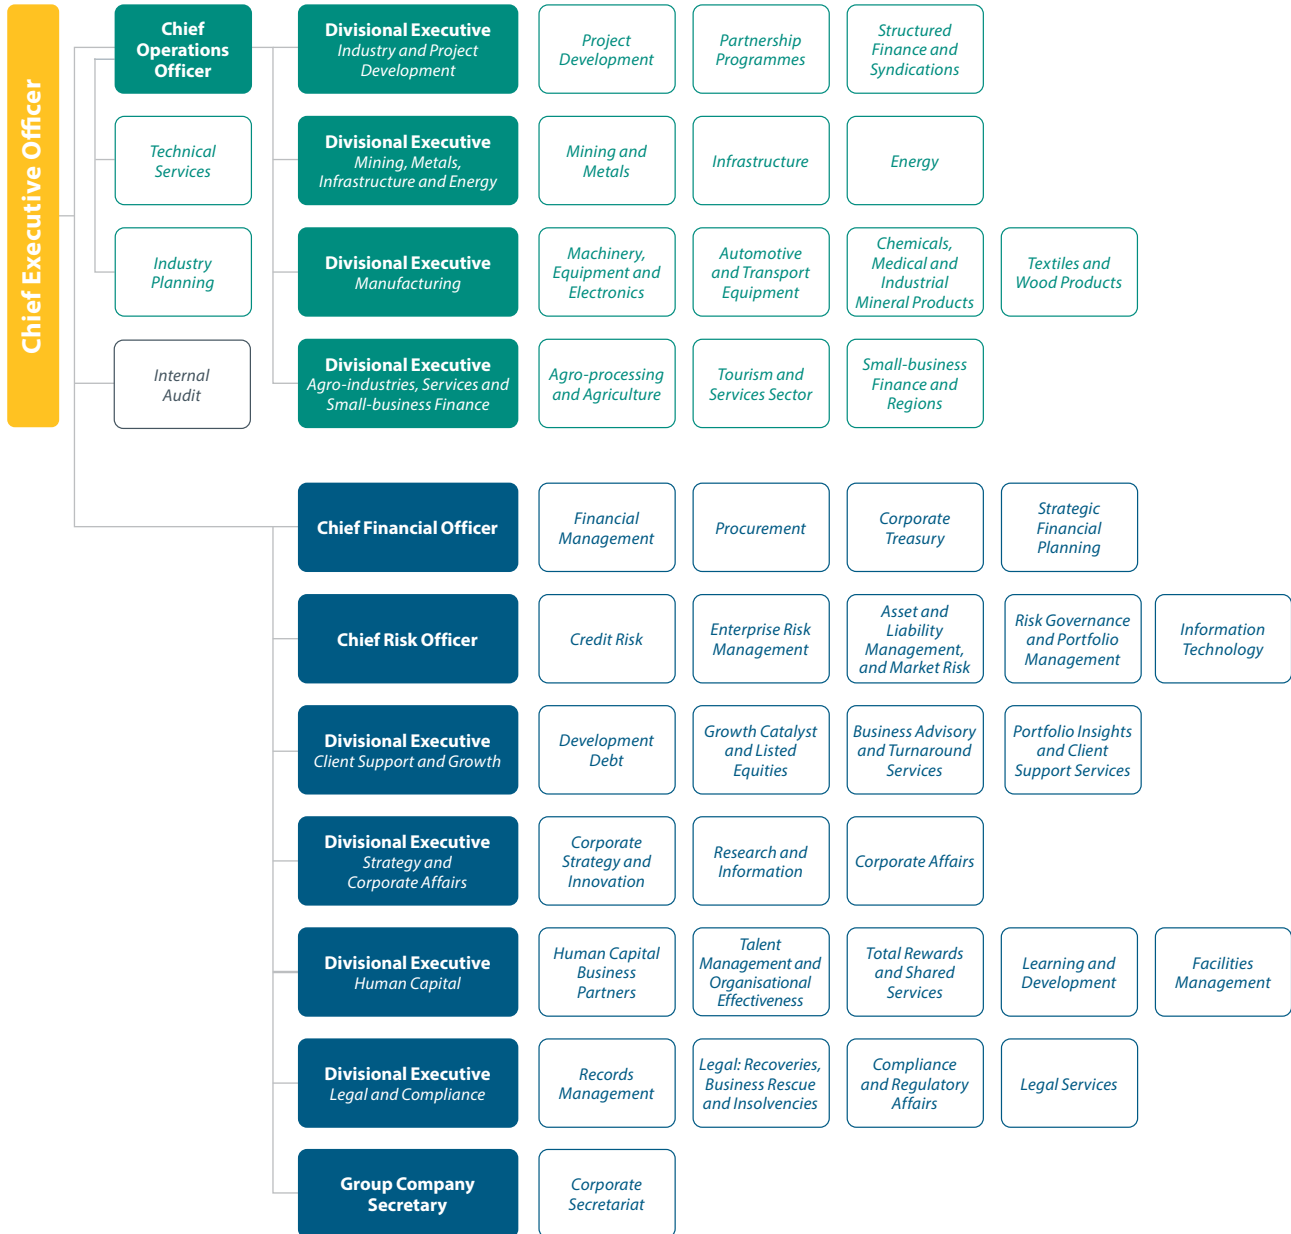 Chief Executive Officer
Chief
Operations
Officer
Technical
Services
Industry
Planning
Internal
Audit
Divisional Executive
Industry and Project
Development
Project
Development
Partnership
Programmes
Structured
Finance and
Syndications
Divisional Executive
Mining, Metals,
Infrastructure and Energy
Mining and
Metals
Infrastructure
Energy
Divisional Executive
Manufacturing
Machinery,
Equipment and
Electronics
Automotive
and Transport
Equipment
Chemicals,
Medical and
Industrial
Mineral Products
Textiles and
Wood Products
Divisional Executive
Agro-industries, Services and
Small-business Finance
Agro-processing
and Agriculture
Tourism and
Services Sector
Small-business
Finance and
Regions
Chief Financial Officer
Financial
Management
Procurement
Corporate
Treasury
Strategic
Financial
Planning
Chief Risk Officer
Credit Risk
Enterprise Risk
Management
Asset and
Liability
Management,
and Market Risk
Risk Governance
and Portfolio
Management
Information
Technology
Divisional Executive
Client Support and Growth
Development
Debt
Growth Catalyst
and Listed
Equities
Business Advisory
and Turnaround
Services
Portfolio Insights
and Client
Support Services
Divisional Executive
Strategy and
Corporate Affairs
Corporate
Strategy and
Innovation
Research and
Information
Corporate Affairs
Divisional Executive
Human Capital
Human Capital
Business
Partners
Talent
Management and
Organisational
Effectiveness
Total Rewards
and Shared
Services
Learning and
Development
Facilities
Management
Divisional Executive
Legal and Compliance
Records
Management
Legal: Recoveries,
Business Rescue
and Insolvencies
Compliance
and Regulatory
Affairs
Legal Services
Group Company
Secretary
Corporate
Secretariat